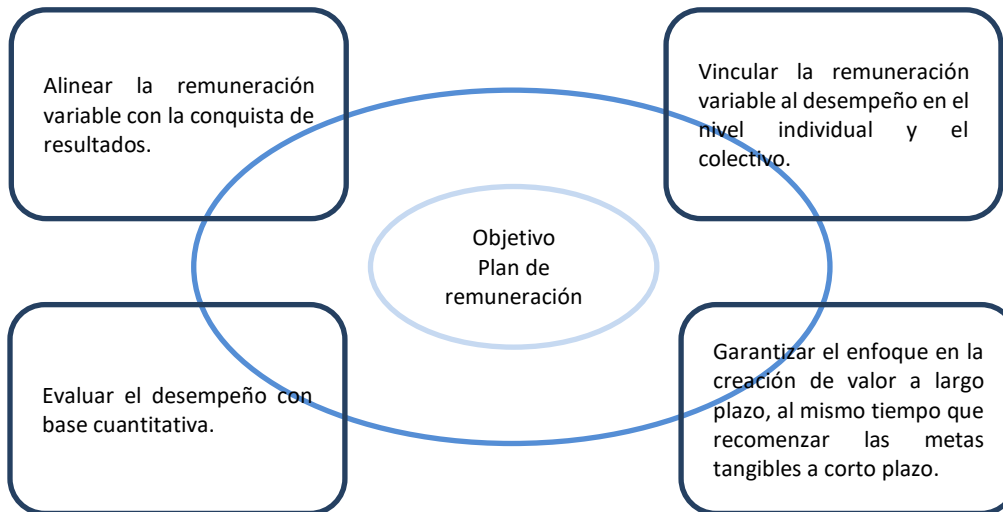 Alinear la remuneración
variable con la conquista de
resultados.
Vincular la remuneración
variable al desempeño en el
nivel individual y el
colectivo.
Objetivo
Plan de
remuneración
Evaluar el desempeño con
base cuantitativa.
Garantizar el enfoque en la
creación de valor a largo
plazo, al mismo tiempo que
recomenzar las metas
tangibles a corto plazo.